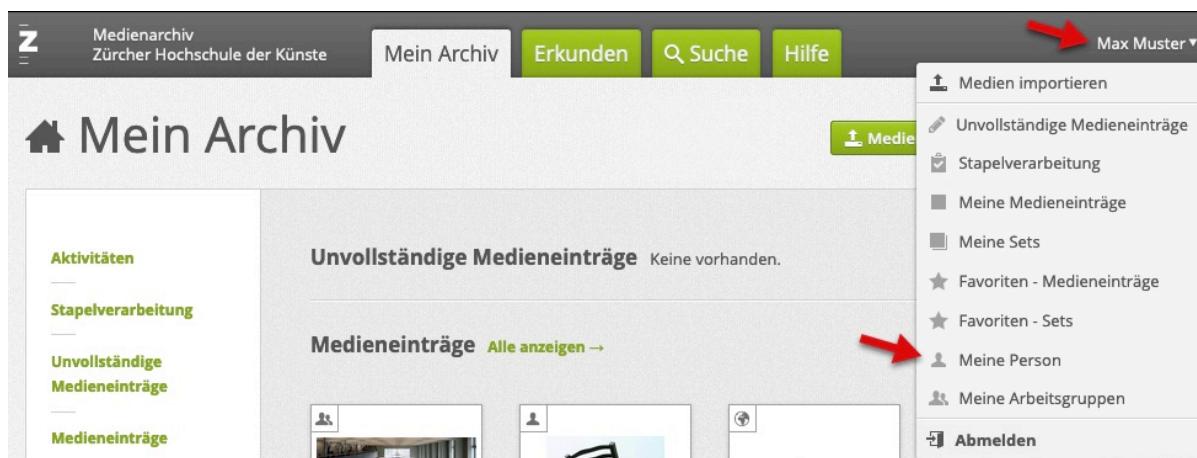 Z
Medienarchiv
Zürcher Hochschule der Künste
Mein Archiv
Erkunden
Suche
Hilfe
Max Muster
Mein Archiv
Medie
Medien importieren
Unvollständige Medieneinträge
Stapelverarbeitung
Meine Medieneinträge
Meine Sets
Favoriten - Medieneinträge
Favoriten - Sets
Meine Person
Meine Arbeitsgruppen
Abmelden
Aktivitäten
Stapelverarbeitung
Unvollständige
Medieneinträge
Medieneinträge
Unvollständige Medieneinträge Keine vorhanden.
Medieneinträge Alle anzeigen →